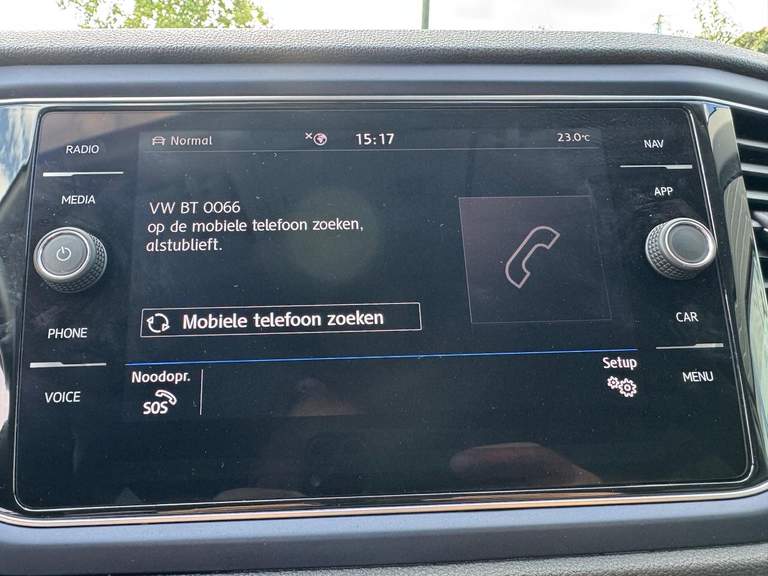 RADIO
MEDIA
PHONE
VOICE
Normal
15:17
23.0°C
VW BT 0066
op de mobiele telefoon zoeken,
alstublieft.
Mobiele telefoon zoeken
Noodopr.
SOS
Setup
NAV
APP
CAR
MENU